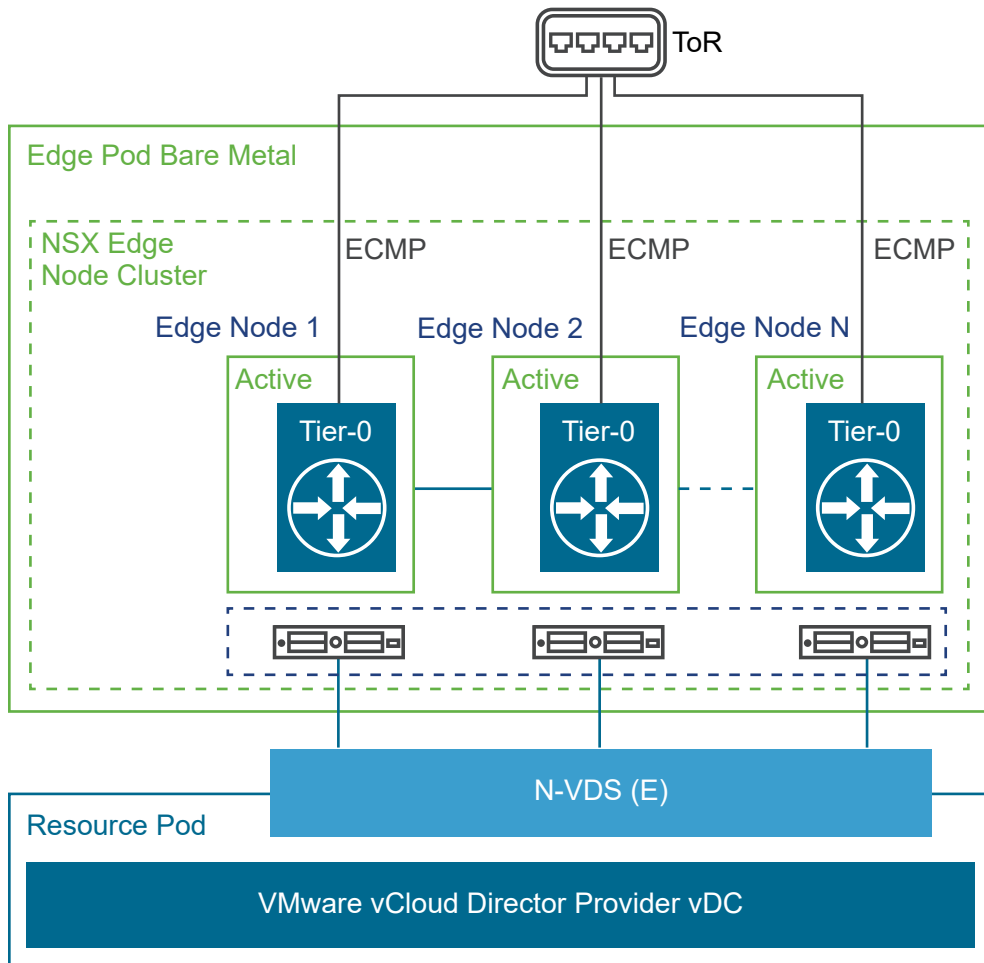 ToR
Edge Pod Bare Metal
NSX Edge
Node Cluster
ECMP
ECMP
ECMP
Edge Node 1
Edge Node 2
Edge Node N
Active
Active
Active
Tier-0
Tier-0
Tier-0
N-VDS (E)
Resource Pod
VMware vCloud Director Provider vDC